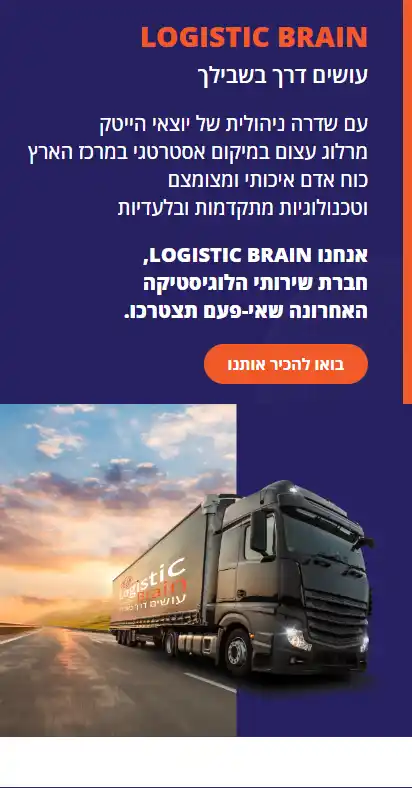 LOGISTIC BRAIN
עושים דרך בשבילך
עם שדרה ניהולית של יוצאי הייטק
מרלוג עצום במיקום אסטרטגי במרכז הארץ
כוח אדם איכותי ומצומצם
וטכנולוגיות מתקדמות ובלעדיות
אנחנו LOGISTIC BRAIN,
חברת שירותי הלוגיסטיקה
האחרונה שאי-פעם תצטרכו.
בואו להכיר אותנו
Logistic
Brain
עושים דרך בשבילך